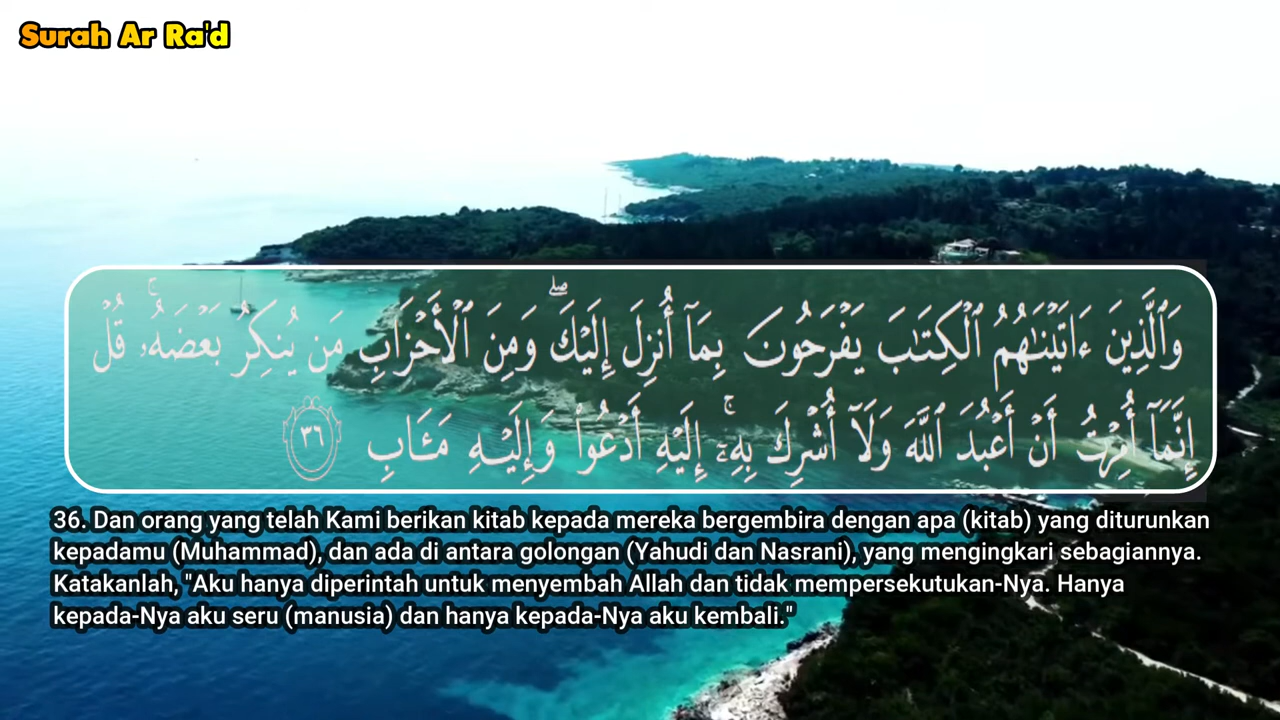 Surah Ar Ra'd
وَٱلَّذِينَ ءَاتَيْنَٰهُمُ ٱلْكِتَٰبَ يَفْرَحُونَ بِمَآ أُنزِلَ إِلَيْكَ ۖ وَمِنَ ٱلْأَحْزَابِ مَن يُنكِرُ بَعْضَهُۥ ۚ قُلْ
إِنَّمَآ أُمِرْتُ أَنْ أَعْبُدَ ٱللَّهَ وَلَآ أُشْرِكَ بِهِۦٓ ۚ إِلَيْهِ أَدْعُوا۟ وَإِلَيْهِ مَـَٔابِ ٣٦
36. Dan orang yang telah Kami berikan kitab kepada mereka bergembira dengan apa (kitab) yang diturunkan
kepadamu (Muhammad), dan ada di antara golongan (Yahudi dan Nasrani), yang mengingkari sebagiannya.
Katakanlah, "Aku hanya diperintah untuk menyembah Allah dan tidak mempersekutukan-Nya. Hanya
kepada-Nya aku seru (manusia) dan hanya kepada-Nya aku kembali."